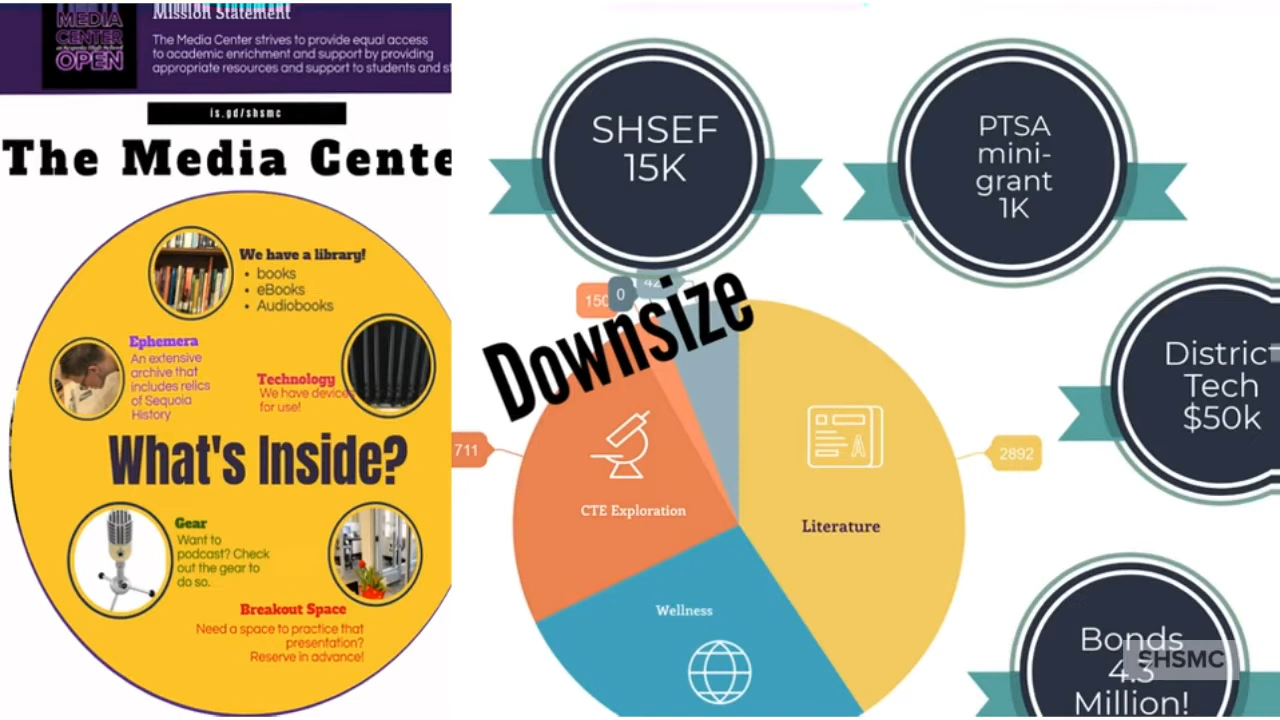 MEDIA
CENTER
OPEN
Mission Statement
The Media Center strives to provide equal access
to academic enrichment and support by providing
appropriate resources and support to students and st
is.gd/shsmc
The Media Cente
We have a library!
• books
• eBooks
• Audiobooks
Ephemera
An extensive
archive that
includes relics
of Sequoia
History
Technology
We have device
for use!
What's Inside?
Gear
Want to
podcast? Check
out the gear to
do so.
Breakout Space
Need a space to practice that
presentation?
Reserve in advance!
SHSEF
15K
PTSA
mini-
grant
1K
Distric
Tech
$50k
Bonds
4.3
Million!
SHSMC
Downsize
150
0
42
711
2892
CTE Exploration
Literature
Wellness